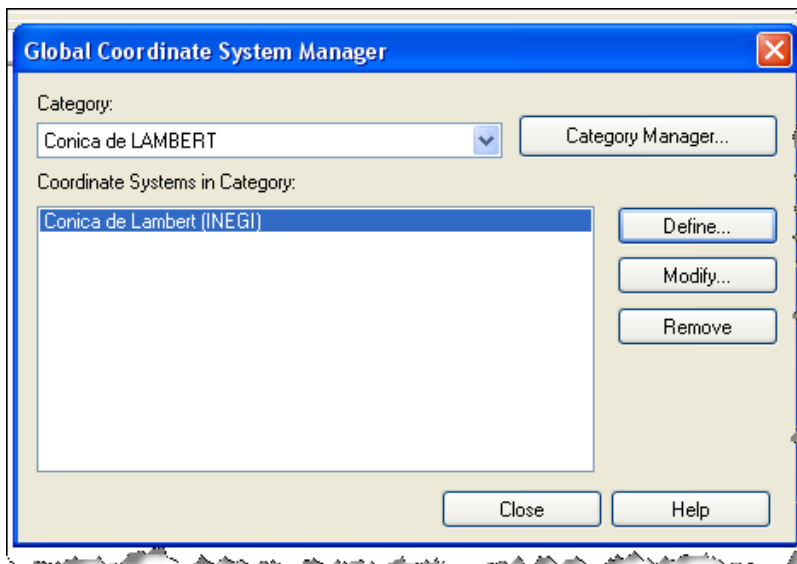 Global Coordinate System Manager
Category:
Conica de LAMBERT
Category Manager...
Coordinate Systems in Category:
Conica de Lambert (INEGI)
Define...
Modify...
Remove
Close
Help